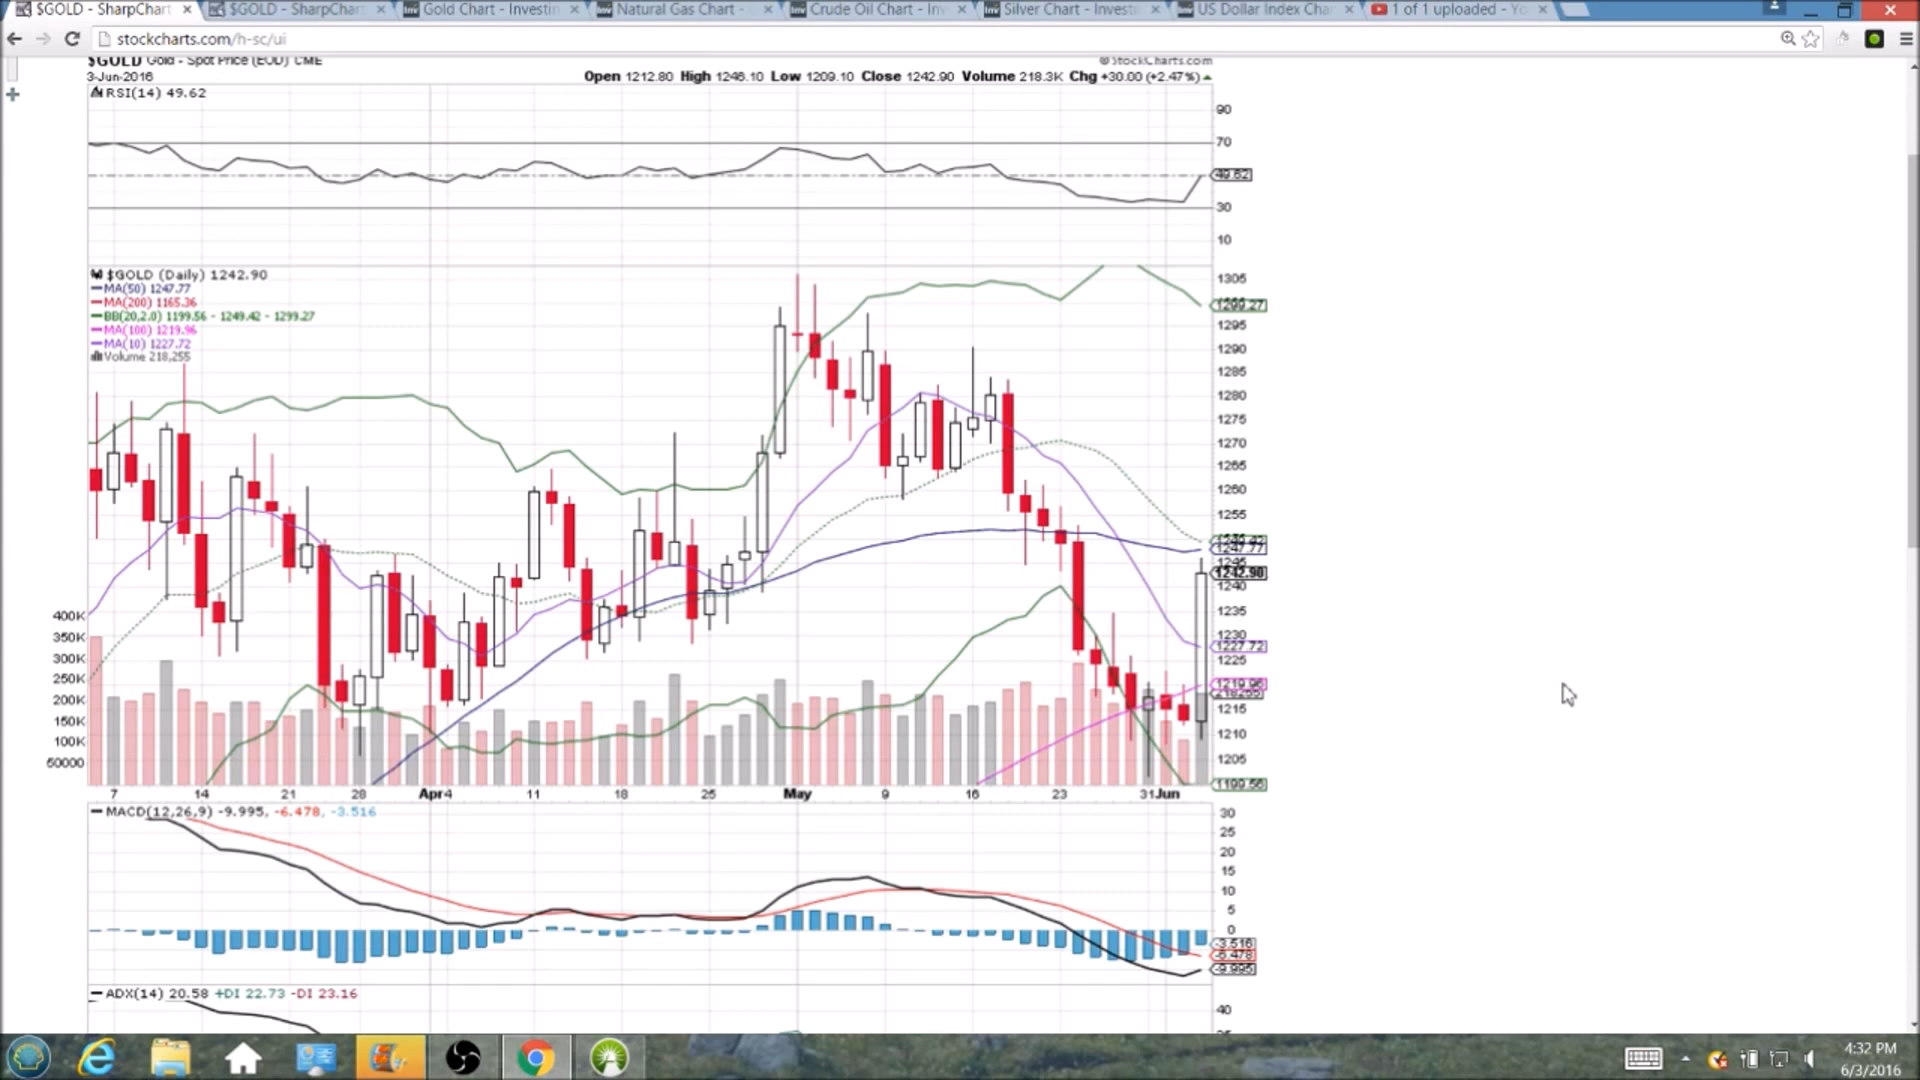 $GOLD - SharpChart
$GOLD - SharpChart
Gold Chart - Investin
Natural Gas Chart -
Crude Oil Chart - Inv
Silver Chart - Investi
US Dollar Index Cha
1 of 1 uploaded - Yo
stockcharts.com/h-sc/ui
$GOLD Gold - Spot Price (EOD) CME
© StockCharts.com
3-Jun-2016
Open 1212.80 High 1246.10 Low 1209.10 Close 1242.90 Volume 218.3K Chg +30.00 (+2.47%)
RSI(14) 49.62
90
70
49.62
30
10
$GOLD (Daily) 1242.90
MA(50) 1247.77
MA(200) 1165.36
BB(20,2.0) 1199.56 - 1249.42 - 1299.27
MA(100) 1219.96
MA(10) 1227.72
Volume 218,255
1305
1299.27
1295
1290
1285
1280
1275
1270
1265
1260
1255
1247.77
1245
1242.90
1240
1235
1230
1227.72
1225
1219.96
218255
1215
1210
1205
1199.56
400K
350K
300K
250K
200K
150K
100K
50000
7 14 21 28 Apr4 11 18 25 May 9 16 23 31Jun
MACD(12,26,9) -9.995, -6.478, -3.516
30
25
20
15
10
5
0
-3.516
-6.478
-9.995
ADX(14) 20.58 +DI 22.73 -DI 23.16
40
4:32 PM
6/3/2016